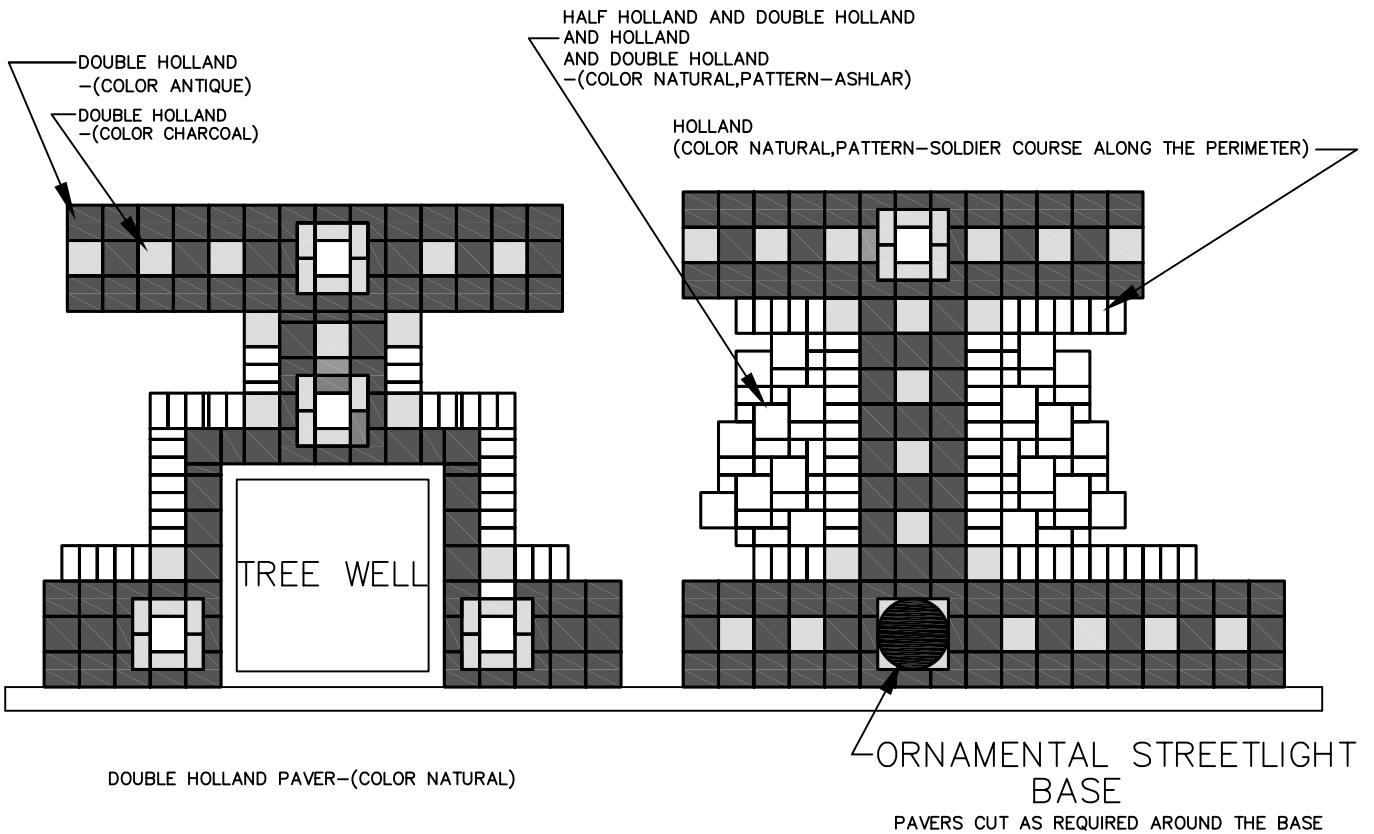 HALF HOLLAND AND DOUBLE HOLLAND
AND HOLLAND
AND DOUBLE HOLLAND
-(COLOR NATURAL,PATTERN-ASHLAR)
DOUBLE HOLLAND
-(COLOR ANTIQUE)
DOUBLE HOLLAND
-(COLOR CHARCOAL)
HOLLAND
(COLOR NATURAL,PATTERN-SOLDIER COURSE ALONG THE PERIMETER)
TREE WELL
ORNAMENTAL STREETLIGHT
BASE
PAVERS CUT AS REQUIRED AROUND THE BASE
DOUBLE HOLLAND PAVER-(COLOR NATURAL)